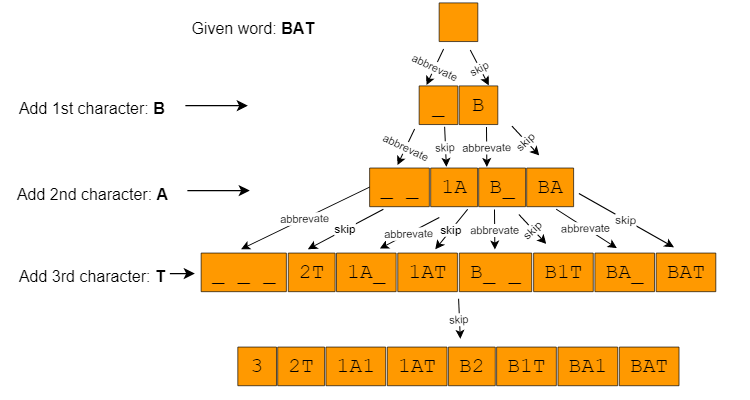 Given word: BAT
abbrevate skip
Add 1st character: B
_ B
abbrevate skip abbrevate skip
Add 2nd character: A
_ _ 1A B_ BA
abbrevate skip abbrevate skip abbrevate skip abbrevate skip
Add 3rd character: T
_ _ _ 2T 1A_ 1AT B_ _ B1T BA_ BAT
skip
3 2T 1A1 1AT B2 B1T BA1 BAT